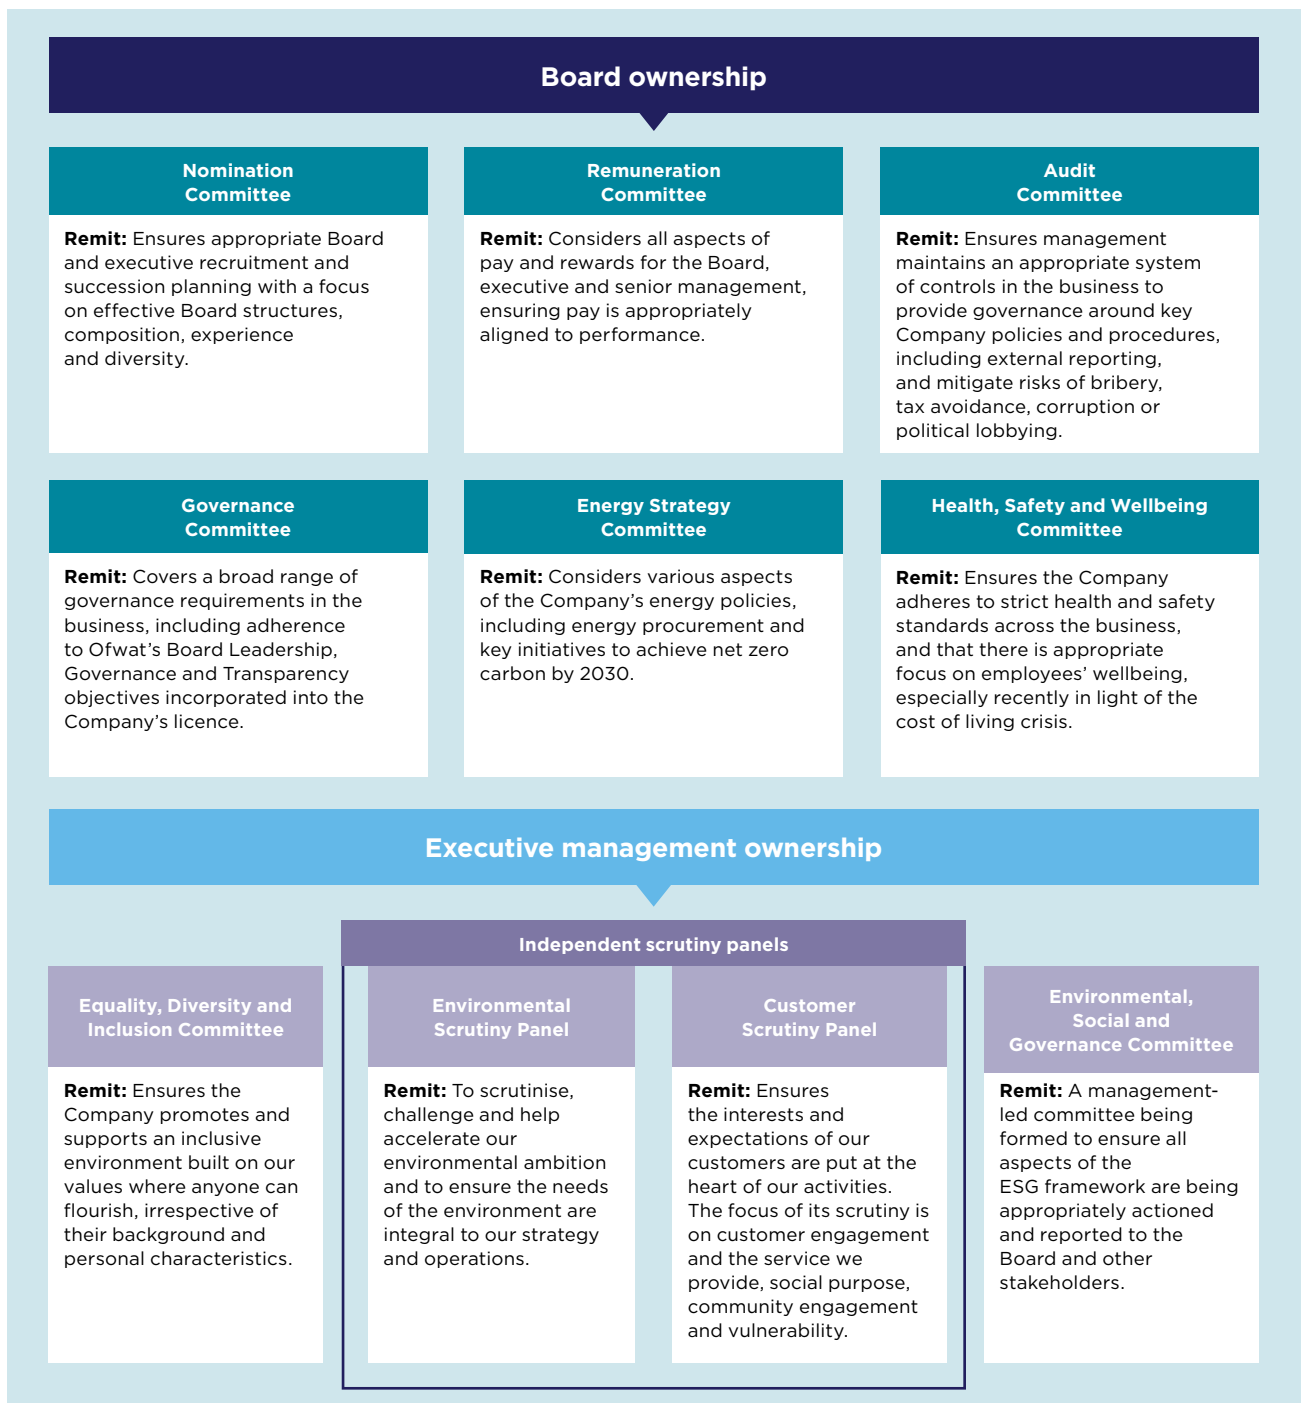 Board ownership
Nomination
Committee
Remit: Ensures appropriate Board
and executive recruitment and
succession planning with a focus
on effective Board structures,
composition, experience
and diversity.
Remuneration
Committee
Remit: Considers all aspects of
pay and rewards for the Board,
executive and senior management,
ensuring pay is appropriately
aligned to performance.
Audit
Committee
Remit: Ensures management
maintains an appropriate system
of controls in the business to
provide governance around key
Company policies and procedures,
including external reporting,
and mitigate risks of bribery,
tax avoidance, corruption or
political lobbying.
Governance
Committee
Remit: Covers a broad range of
governance requirements in the
business, including adherence
to Ofwat’s Board Leadership,
Governance and Transparency
objectives incorporated into the
Company’s licence.
Energy Strategy
Committee
Remit: Considers various aspects
of the Company’s energy policies,
including energy procurement and
key initiatives to achieve net zero
carbon by 2030.
Health, Safety and Wellbeing
Committee
Remit: Ensures the Company
adheres to strict health and safety
standards across the business,
and that there is appropriate
focus on employees’ wellbeing,
especially recently in light of the
cost of living crisis.
Executive management ownership
Independent scrutiny panels
Equality, Diversity and
Inclusion Committee
Remit: Ensures the
Company promotes and
supports an inclusive
environment built on our
values where anyone can
flourish, irrespective of
their background and
personal characteristics.
Environmental
Scrutiny Panel
Remit: To scrutinise,
challenge and help
accelerate our
environmental ambition
and to ensure the needs
of the environment are
integral to our strategy
and operations.
Customer
Scrutiny Panel
Remit: Ensures
the interests and
expectations of our
customers are put at the
heart of our activities.
The focus of its scrutiny is
on customer engagement
and the service we
provide, social purpose,
community engagement
and vulnerability.
Environmental,
Social and
Governance Committee
Remit: A management-
led committee being
formed to ensure all
aspects of the
ESG framework are being
appropriately actioned
and reported to the
Board and other
stakeholders.